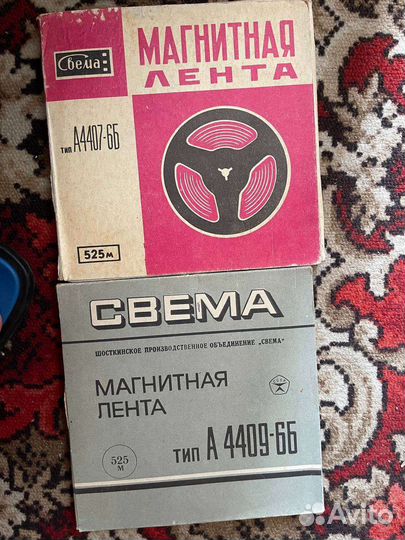 Свема
МАГНИТНАЯ
ЛЕНТА
тип А4407-6Б
525м
СВЕМА
ШОСТКИНСКОЕ ПРОИЗВОДСТВЕННОЕ ОБЪЕДИНЕНИЕ „СВЕМА“
МАГНИТНАЯ
ЛЕНТА
525
М
тип А 4409-6Б
Avito